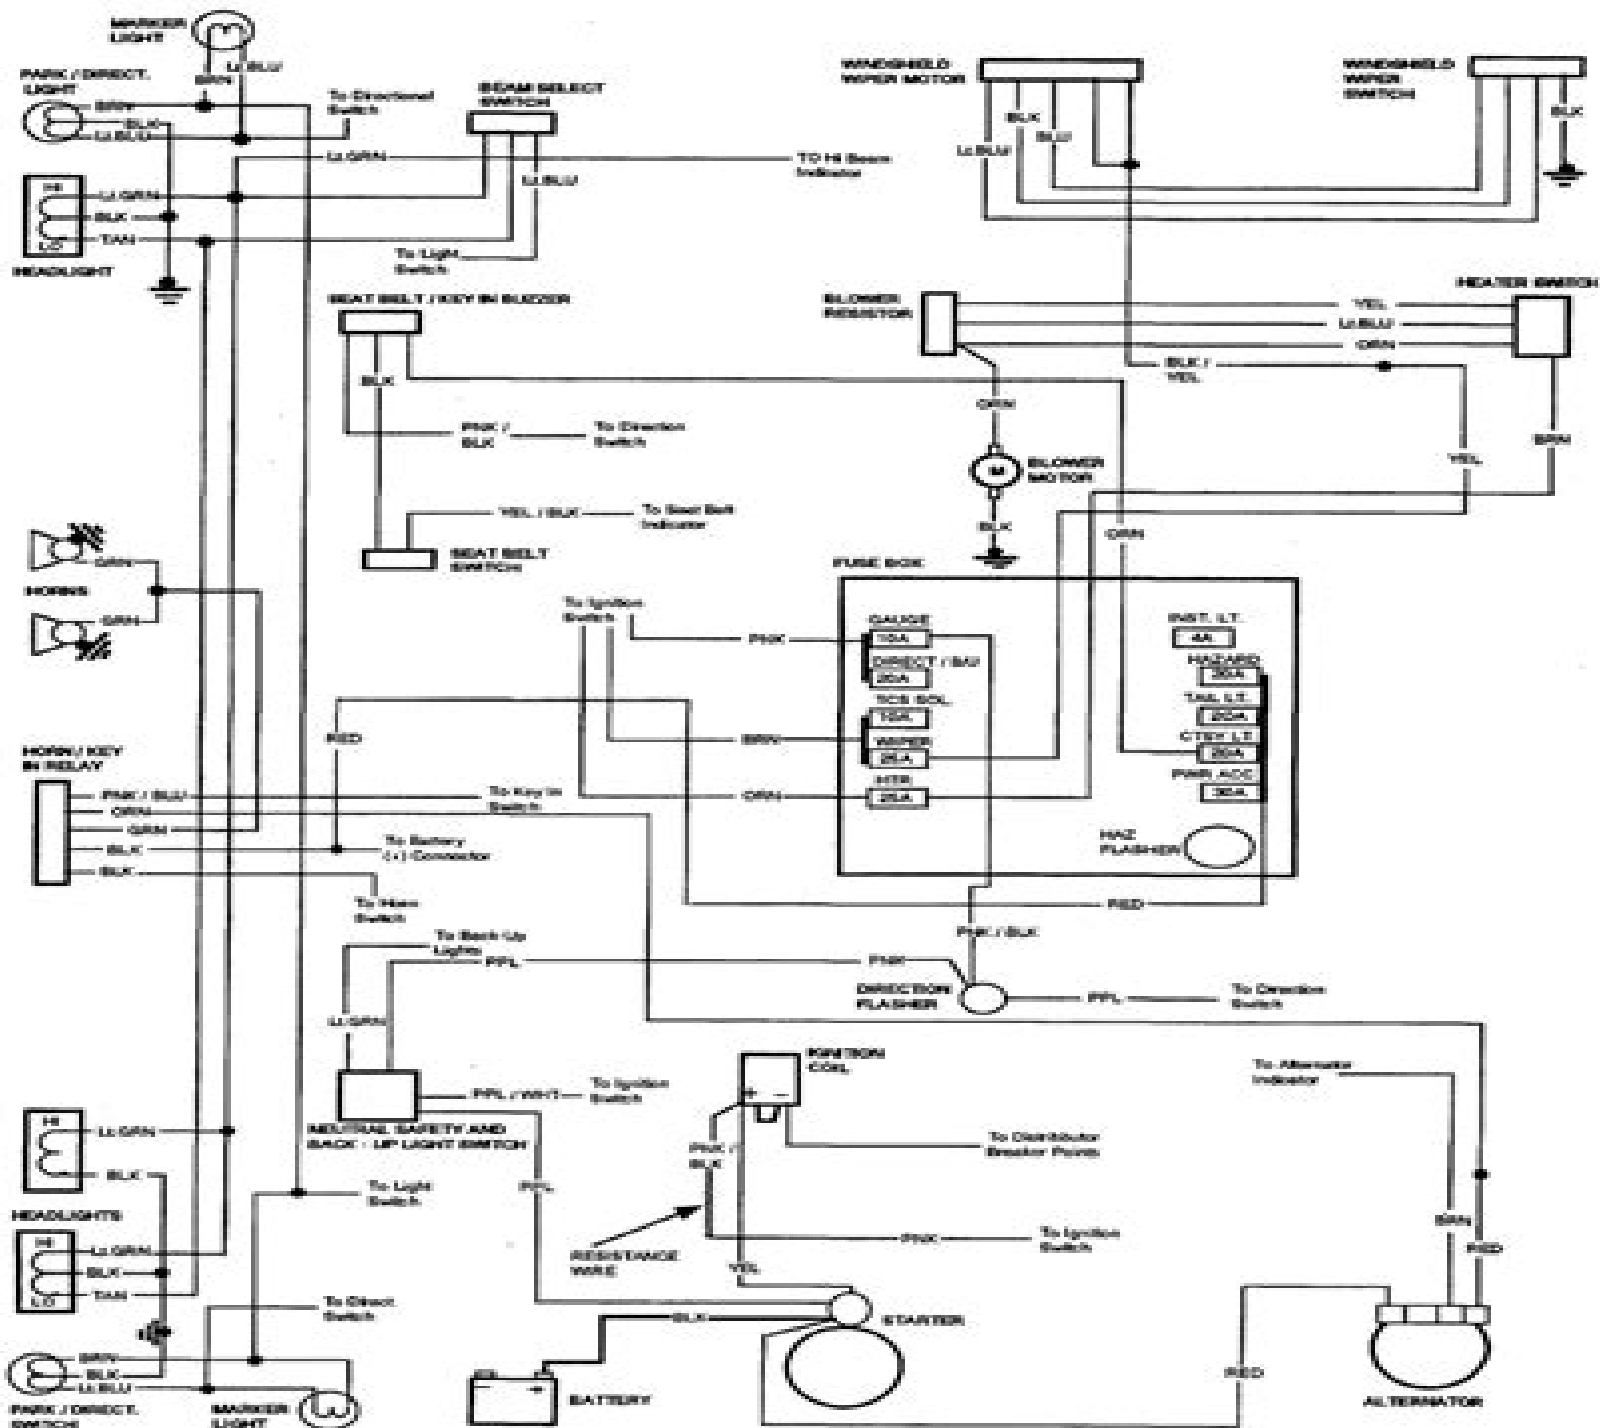 MARKER
LIGHT
BRN
Lt.BLU
PARK / DIRECT.
LIGHT
BRN
BLK
Lt.BLU
To Directional
Switch
BEAM SELECT
SWITCH
Lt.GRN
Lt.BLU
TO Hi Beam
Indicator
HI
LO
Lt.GRN
BLK
TAN
HEADLIGHT
To Light
Switch
WINDSHIELD
WIPER MOTOR
BLK
BLU
Lt.BLU
WINDSHIELD
WIPER
SWITCH
BLK
SEAT BELT / KEY IN BUZZER
BLK
PNK /
BLK
To Direction
Switch
YEL / BLK
To Seat Belt
Indicator
SEAT BELT
SWITCH
BLOWER
RESISTOR
HEATER SWITCH
YEL
Lt.BLU
ORN
BLK /
YEL
ORN
BRN
YEL
M
BLOWER
MOTOR
BLK
ORN
GRN
HORNS
GRN
FUSE BOX
To Ignition
Switch
PNK
BRN
ORN
GAUGE
10A
DIRECT / B/U
20A
TCS SOL.
10A
WIPER
25A
HTR
25A
INST. LT.
4A
HAZARD
20A
TAIL LT.
20A
CTSY LT.
20A
PWR ACC.
30A
HAZ
FLASHER
RED
HORN / KEY
IN RELAY
PNK / BLU
ORN
GRN
BLK
BLK
To Key In
Switch
To Battery
(+) Connector
To Horn
Switch
RED
PNK / BLK
To Back-Up
Lights
PPL
PNK
Lt.GRN
DIRECTION
FLASHER
PPL
To Direction
Switch
PPL / WHT
To Ignition
Switch
NEUTRAL SAFETY AND
BACK - UP LIGHT SWITCH
PPL
IGNITION
COIL
+ -
PNK /
BLK
To Distributor
Breaker Points
To Alternator
Indicator
HI
Lt.GRN
BLK
HEADLIGHTS
HI
LO
Lt.GRN
BLK
TAN
To Light
Switch
To Direct
Switch
RESISTANCE
WIRE
PNK
To Ignition
Switch
YEL
BRN
RED
BLK
STARTER
RED
ALTERNATOR
- +
BATTERY
BRN
BLK
Lt.BLU
PARK / DIRECT.
SWITCH
MARKER
LIGHT